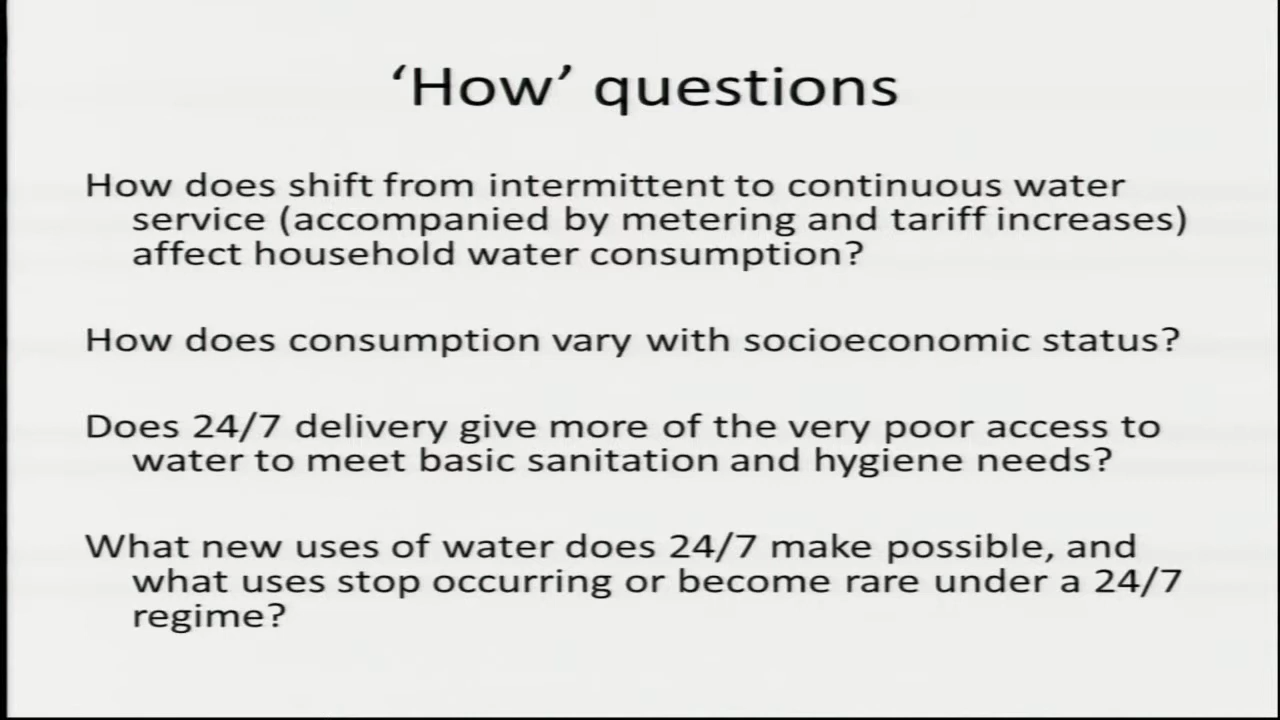 ‘How’ questions
How does shift from intermittent to continuous water
service (accompanied by metering and tariff increases)
affect household water consumption?
How does consumption vary with socioeconomic status?
Does 24/7 delivery give more of the very poor access to
water to meet basic sanitation and hygiene needs?
What new uses of water does 24/7 make possible, and
what uses stop occurring or become rare under a 24/7
regime?